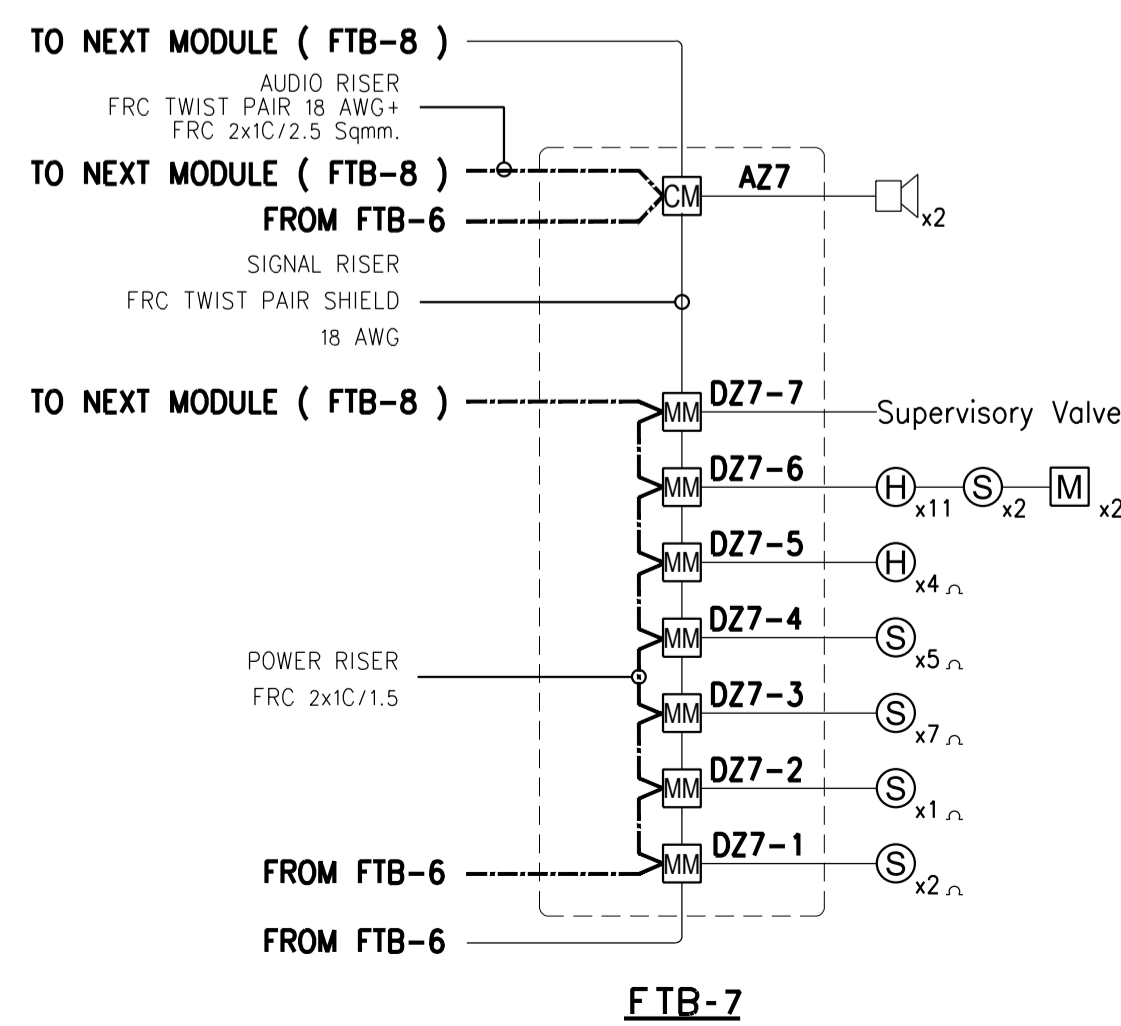 TO NEXT MODULE ( FTB-8 )
AUDIO RISER
FRC TWIST PAIR 18 AWG+
FRC 2x1C/2.5 Sqmm.
TO NEXT MODULE ( FTB-8 )
CM
AZ7
x2
FROM FTB-6
SIGNAL RISER
FRC TWIST PAIR SHIELD
18 AWG
TO NEXT MODULE ( FTB-8 )
MM
DZ7-7
Supervisory Valve
MM
DZ7-6
H
x11
S
x2
M
x2
MM
DZ7-5
H
x4
MM
DZ7-4
S
x5
POWER RISER
FRC 2x1C/1.5
MM
DZ7-3
S
x7
MM
DZ7-2
S
x1
FROM FTB-6
MM
DZ7-1
S
x2
FROM FTB-6
FTB-7